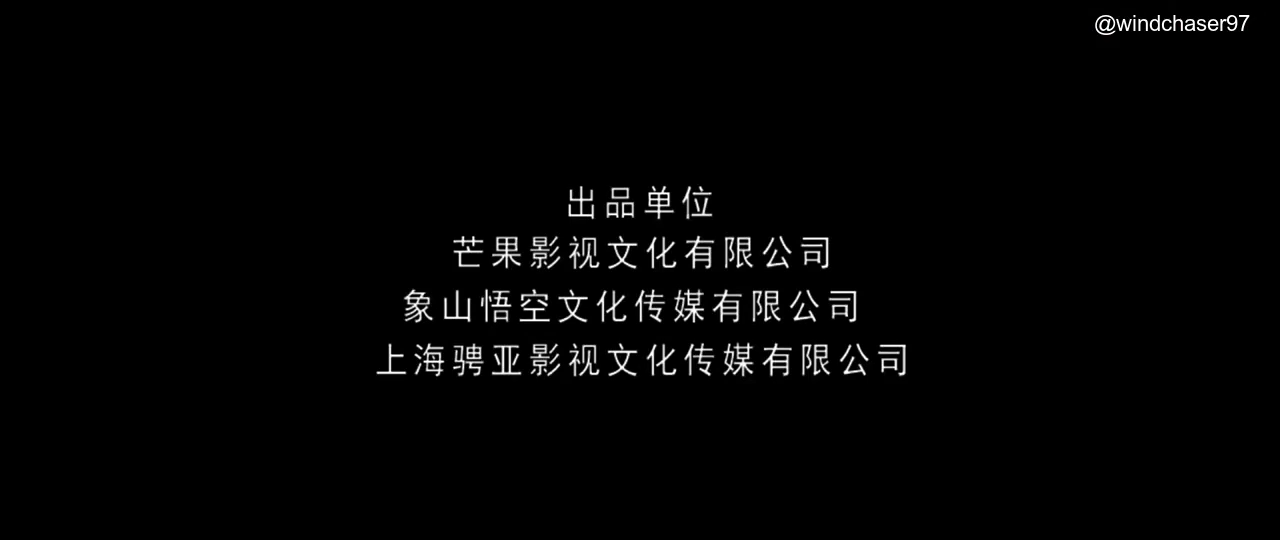 @windchaser97
出品单位
芒果影视文化有限公司
象山悟空文化传媒有限公司
上海骋亚影视文化传媒有限公司